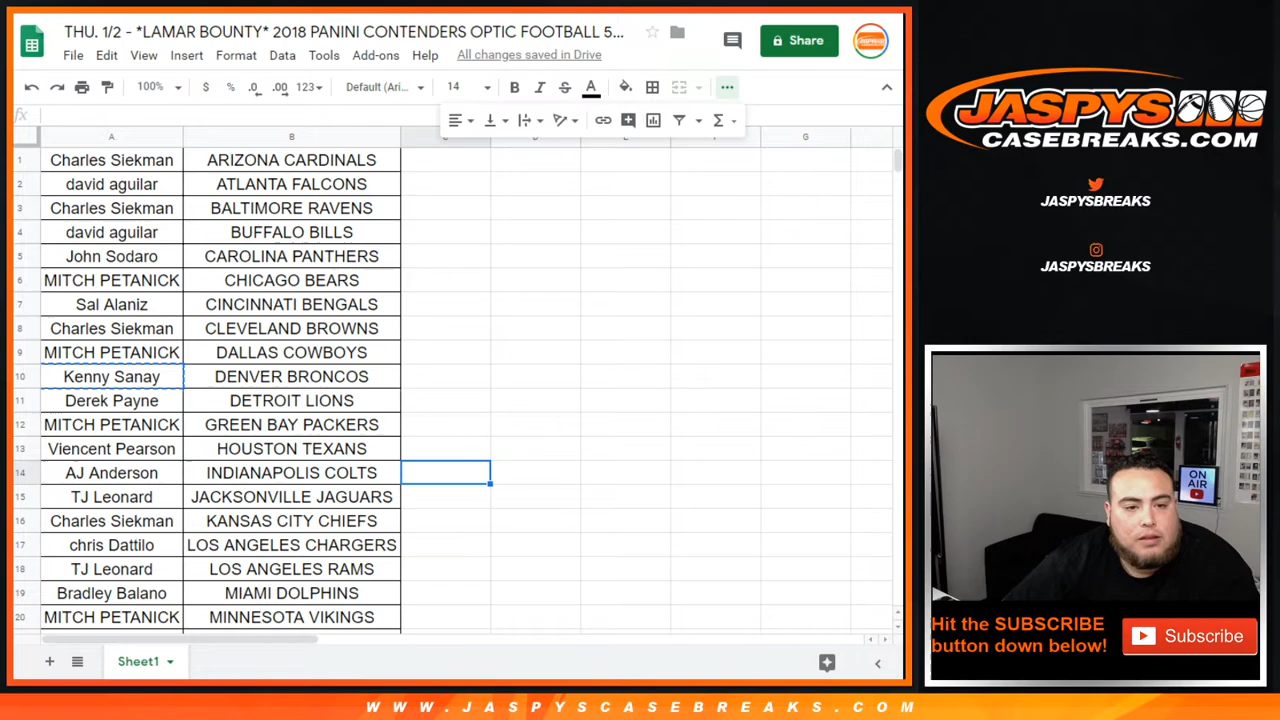 THU. 1/2 - *LAMAR BOUNTY* 2018 PANINI CONTENDERS OPTIC FOOTBALL 5...
File Edit View Insert Format Data Tools Add-ons Help All changes saved in Drive
Share
100% $ % .0 .00 123 Default (Ari... 14 B I S A
fx
A B D E F G
1 Charles Siekman ARIZONA CARDINALS
2 david aguilar ATLANTA FALCONS
3 Charles Siekman BALTIMORE RAVENS
4 david aguilar BUFFALO BILLS
5 John Sodaro CAROLINA PANTHERS
6 MITCH PETANICK CHICAGO BEARS
7 Sal Alaniz CINCINNATI BENGALS
8 Charles Siekman CLEVELAND BROWNS
9 MITCH PETANICK DALLAS COWBOYS
10 Kenny Sanay DENVER BRONCOS
11 Derek Payne DETROIT LIONS
12 MITCH PETANICK GREEN BAY PACKERS
13 Viencent Pearson HOUSTON TEXANS
14 AJ Anderson INDIANAPOLIS COLTS
15 TJ Leonard JACKSONVILLE JAGUARS
16 Charles Siekman KANSAS CITY CHIEFS
17 chris Dattilo LOS ANGELES CHARGERS
18 TJ Leonard LOS ANGELES RAMS
19 Bradley Balano MIAMI DOLPHINS
20 MITCH PETANICK MINNESOTA VIKINGS
Sheet1
JASPYS
CASEBREAKS.COM
JASPYSBREAKS
JASPYSBREAKS
ON
AIR
Hit the SUBSCRIBE
button down below!
Subscribe
WWW.JASPYSCASEBREAKS.COM